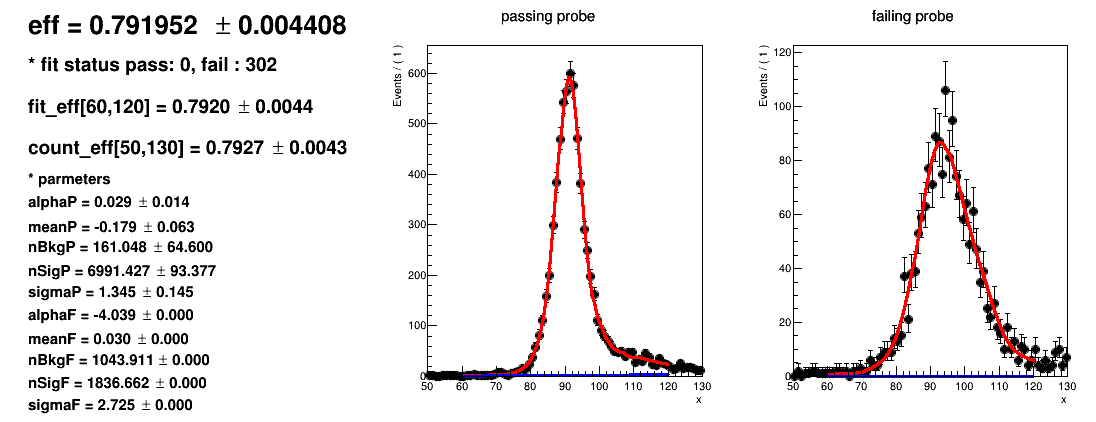 eff = 0.791952 ± 0.004408
* fit status pass: 0, fail : 302
fit_eff[60,120] = 0.7920 ± 0.0044
count_eff[50,130] = 0.7927 ± 0.0043
* parmeters
alphaP = 0.029 ± 0.014
meanP = -0.179 ± 0.063
nBkgP = 161.048 ± 64.600
nSigP = 6991.427 ± 93.377
sigmaP = 1.345 ± 0.145
alphaF = -4.039 ± 0.000
meanF = 0.030 ± 0.000
nBkgF = 1043.911 ± 0.000
nSigF = 1836.662 ± 0.000
sigmaF = 2.725 ± 0.000
passing probe
Events / ( 1 )
600
500
400
300
200
100
0
50 60 70 80 90 100 110 120 130
x
failing probe
Events / ( 1 )
120
100
80
60
40
20
0
50 60 70 80 90 100 110 120 130
x